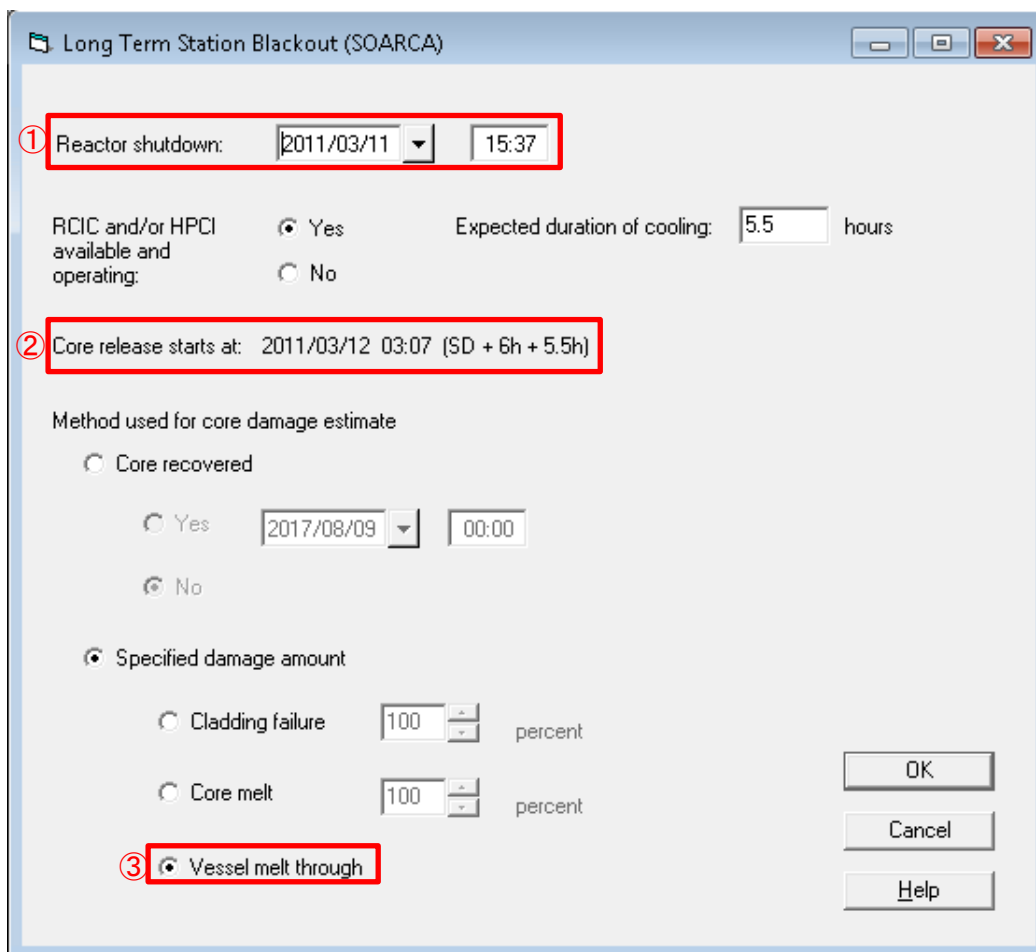 Long Term Station Blackout (SOARCA)
① Reactor shutdown: 2011/03/11 15:37
RCIC and/or HPCI
available and
operating:
Yes
No
Expected duration of cooling: 5.5 hours
② Core release starts at: 2011/03/12 03:07 (SD + 6h + 5.5h)
Method used for core damage estimate
Core recovered
Yes 2017/08/09 00:00
No
Specified damage amount
Cladding failure 100 percent
Core melt 100 percent
③ Vessel melt through
OK
Cancel
Help